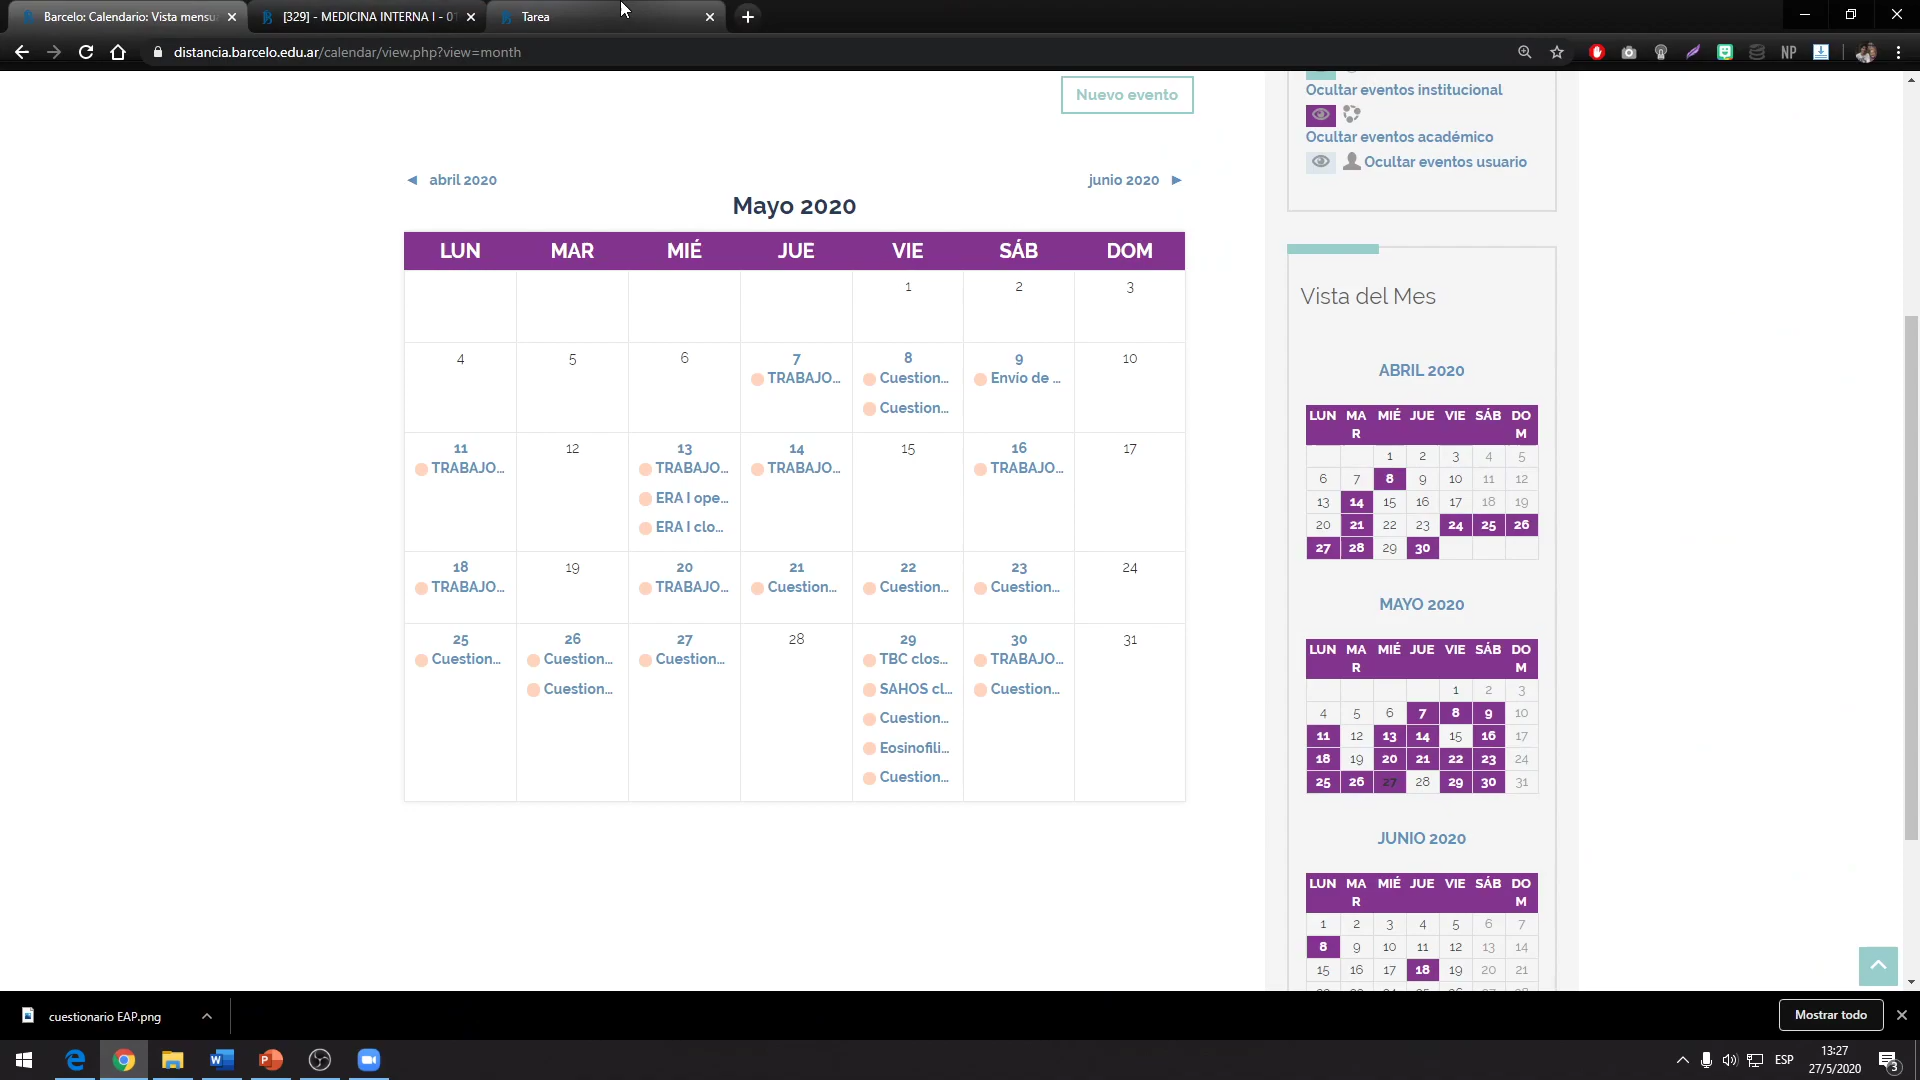 Barcelo: Calendario: Vista mensu
[329] - MEDICINA INTERNA I - 01
Tarea
distancia.barcelo.edu.ar/calendar/view.php?view=month
NP
Nuevo evento
Ocultar eventos institucional
Ocultar eventos académico
Ocultar eventos usuario
◄ abril 2020
junio 2020 ►
Mayo 2020
LUN MAR MIÉ JUE VIE SÁB DOM
1 2 3
4 5 6 7 8 9 10
TRABAJO... Cuestion... Envío de ...
Cuestion...
11 12 13 14 15 16 17
TRABAJO... TRABAJO... TRABAJO... TRABAJO...
ERA I ope...
ERA I clo...
18 19 20 21 22 23 24
TRABAJO... TRABAJO... Cuestion... Cuestion... Cuestion...
25 26 27 28 29 30 31
Cuestion... Cuestion... Cuestion... TBC clos... TRABAJO...
Cuestion... SAHOS cl... Cuestion...
Cuestion...
Eosinofili...
Cuestion...
Vista del Mes
ABRIL 2020
LUN MA MIÉ JUE VIE SÁB DO
R M
1 2 3 4 5
6 7 8 9 10 11 12
13 14 15 16 17 18 19
20 21 22 23 24 25 26
27 28 29 30
MAYO 2020
LUN MA MIÉ JUE VIE SÁB DO
R M
1 2 3
4 5 6 7 8 9 10
11 12 13 14 15 16 17
18 19 20 21 22 23 24
25 26 27 28 29 30 31
JUNIO 2020
LUN MA MIÉ JUE VIE SÁB DO
R M
1 2 3 4 5 6 7
8 9 10 11 12 13 14
15 16 17 18 19 20 21
cuestionario EAP.png
Mostrar todo
ESP
13:27
27/5/2020
3